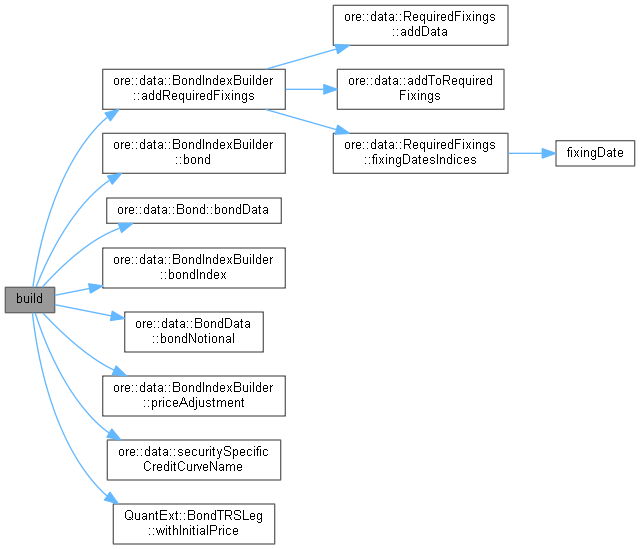 build
ore::data::BondIndexBuilder
::addRequiredFixings
ore::data::RequiredFixings
::addData
ore::data::addToRequired
Fixings
ore::data::RequiredFixings
::fixingDatesIndices
fixingDate
ore::data::BondIndexBuilder
::bond
ore::data::Bond::bondData
ore::data::BondIndexBuilder
::bondIndex
ore::data::BondData
::bondNotional
ore::data::BondIndexBuilder
::priceAdjustment
ore::data::securitySpecific
CreditCurveName
QuantExt::BondTRSLeg
::withInitialPrice